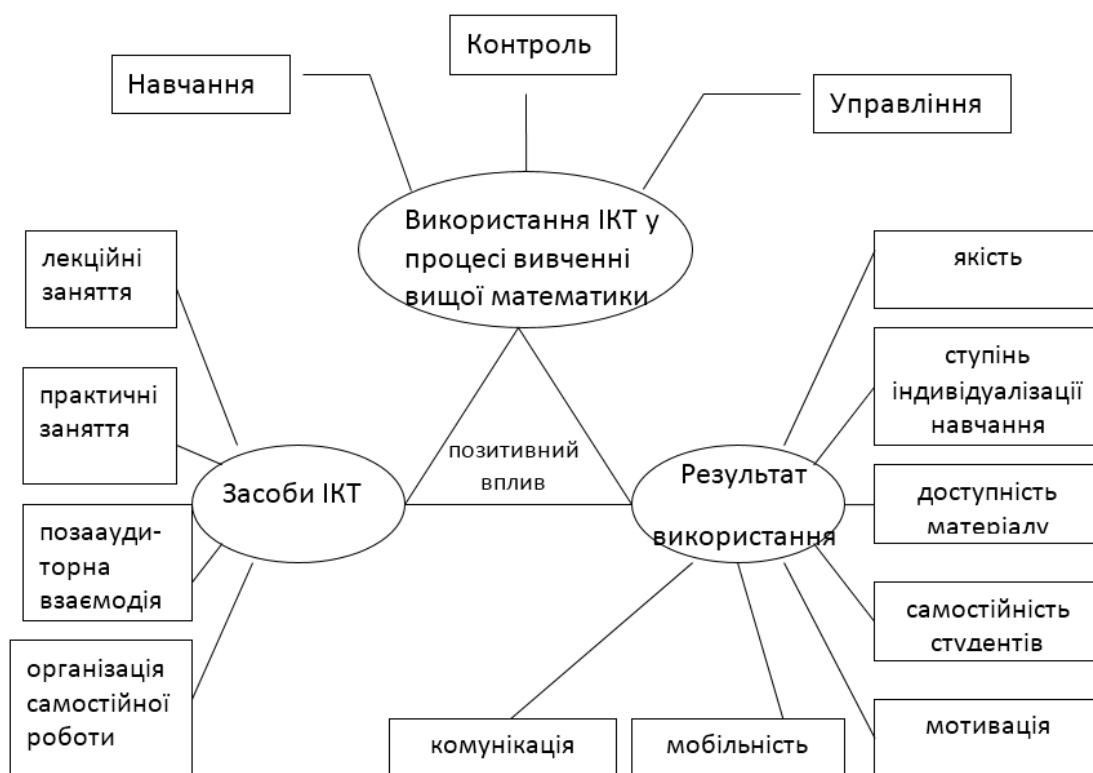 Контроль
Навчання
Управління
Використання ІКТ у
процесі вивченні
вищої математики
лекційні
заняття
практичні
заняття
позаауди-
торна
взаємодія
організація
самостійної
роботи
Засоби ІКТ
позитивний
вплив
Результат
використання
якість
ступінь
індивідуалізації
навчання
доступність
матеріалу
самостійність
студентів
мотивація
комунікація
мобільність